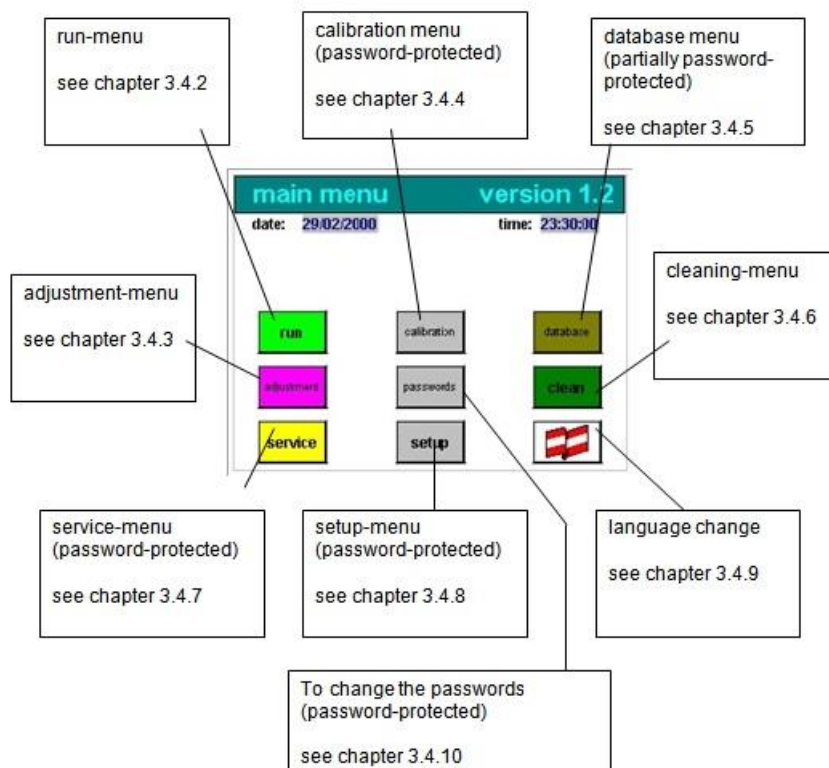 run-menu
see chapter 3.4.2
calibration menu
(password-protected)
see chapter 3.4.4
database menu
(partially password-
protected)
see chapter 3.4.5
main menu version 1.2
date: 29/02/2000 time: 23:30:00
adjustment-menu
see chapter 3.4.3
cleaning-menu
see chapter 3.4.6
run
calibration
database
adjustment
passwords
clean
service
setup
service-menu
(password-protected)
see chapter 3.4.7
setup-menu
(password-protected)
see chapter 3.4.8
language change
see chapter 3.4.9
To change the passwords
(password-protected)
see chapter 3.4.10